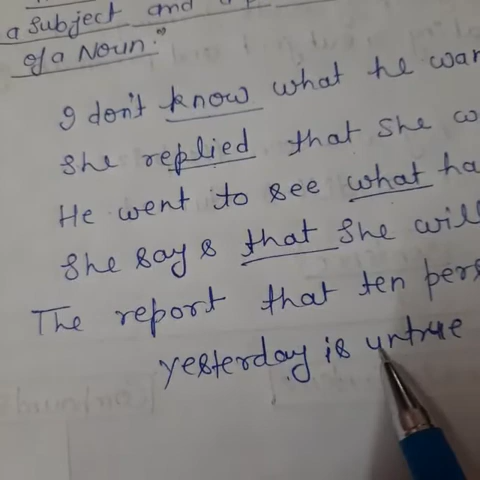 a subject and a
of a Noun."
I don't know what he
She replied that she
He went to see what
She says that She will
The report that ten
yesterday is untrue